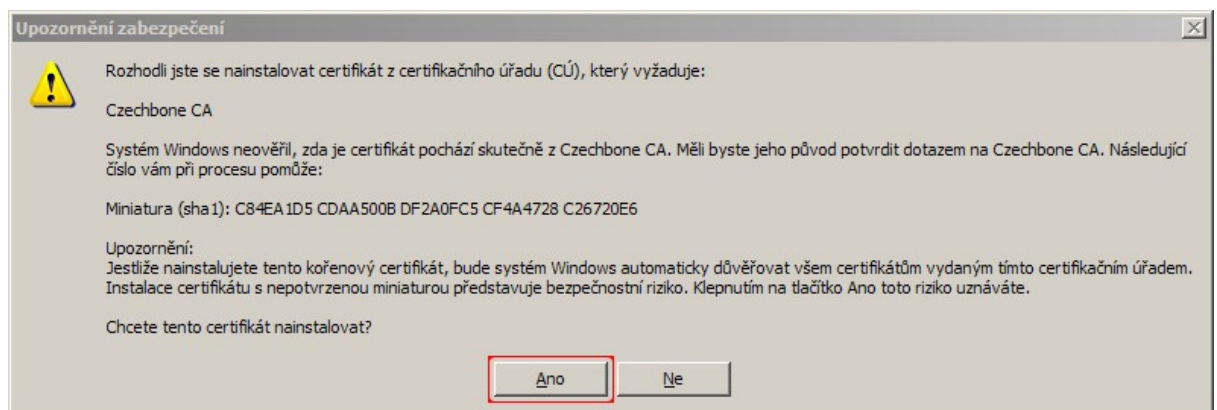 Upozornění zabezpečení
Rozhodli jste se nainstalovat certifikát z certifikačního úřadu (CÚ), který vyžaduje:
Czechbone CA
Systém Windows neověřil, zda je certifikát pochází skutečně z Czechbone CA. Měli byste jeho původ potvrdit dotazem na Czechbone CA. Následující
číslo vám při procesu pomůže:
Miniatura (sha1): C84EA1D5 CDAA500B DF2A0FC5 CF4A4728 C26720E6
Upozornění:
Jestliže nainstalujete tento kořenový certifikát, bude systém Windows automaticky důvěřovat všem certifikátům vydaným tímto certifikačním úřadem.
Instalace certifikátu s nepotvrzenou miniaturou představuje bezpečnostní riziko. Klepnutím na tlačítko Ano toto riziko uznáváte.
Chcete tento certifikát nainstalovat?
Ano Ne